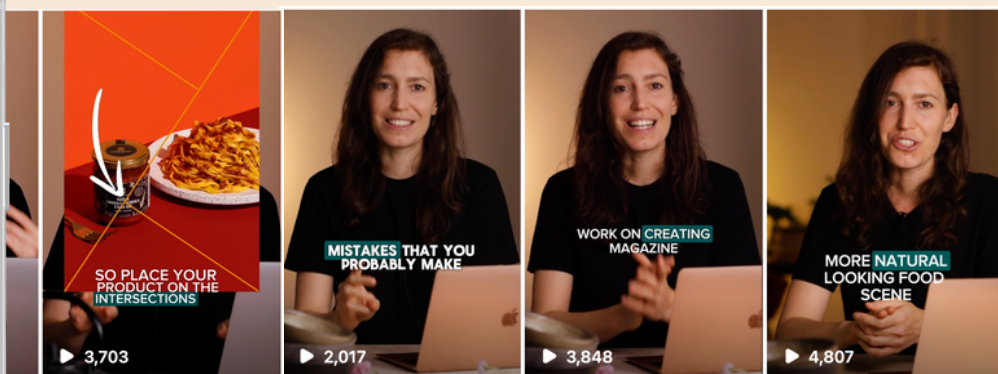 SO PLACE YOUR
PRODUCT ON THE
INTERSECTIONS
3,703
MISTAKES THAT YOU
PROBABLY MAKE
2,017
WORK ON CREATING
MAGAZINE
3,848
MORE NATURAL
LOOKING FOOD
SCENE
4,807